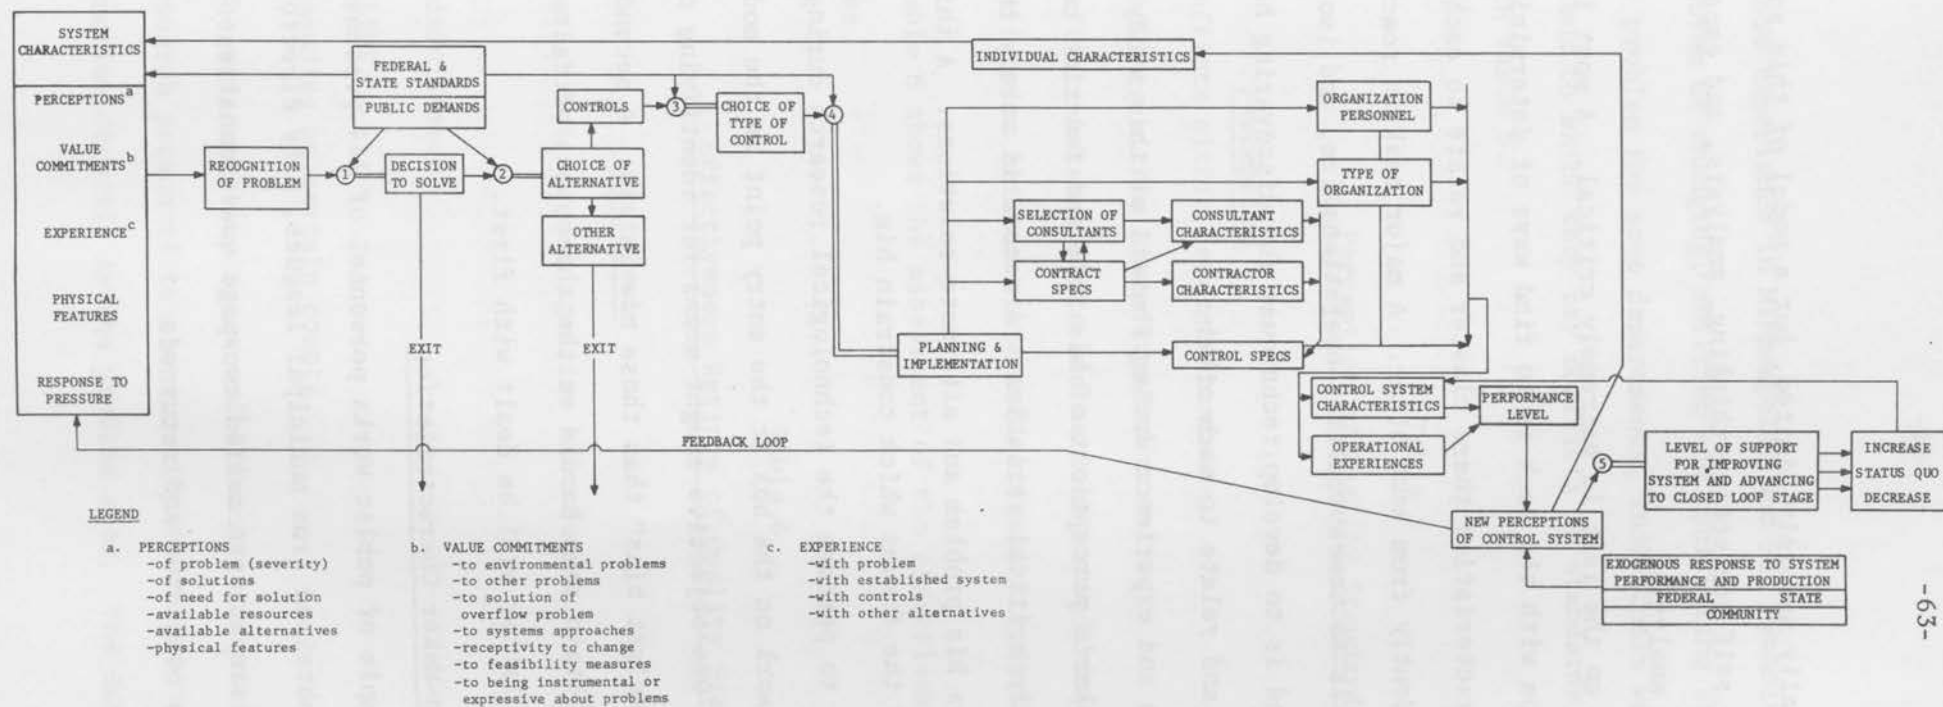 SYSTEM
CHARACTERISTICS
PERCEPTIONSa
VALUE
COMMITMENTSb
EXPERIENCEc
PHYSICAL
FEATURES
RESPONSE TO
PRESSURE
RECOGNITION
OF PROBLEM
1
FEDERAL &
STATE STANDARDS
PUBLIC DEMANDS
DECISION
TO SOLVE
EXIT
2
CONTROLS
CHOICE OF
ALTERNATIVE
OTHER
ALTERNATIVE
EXIT
3
CHOICE OF
TYPE OF
CONTROL
4
INDIVIDUAL CHARACTERISTICS
ORGANIZATION
PERSONNEL
TYPE OF
ORGANIZATION
SELECTION OF
CONSULTANTS
CONSULTANT
CHARACTERISTICS
CONTRACT
SPECS
CONTRACTOR
CHARACTERISTICS
PLANNING &
IMPLEMENTATION
CONTROL SPECS
CONTROL SYSTEM
CHARACTERISTICS
PERFORMANCE
LEVEL
OPERATIONAL
EXPERIENCES
FEEDBACK LOOP
5
LEVEL OF SUPPORT
FOR IMPROVING
SYSTEM AND ADVANCING
TO CLOSED LOOP STAGE
INCREASE
STATUS QUO
DECREASE
NEW PERCEPTIONS
OF CONTROL SYSTEM
EXOGENOUS RESPONSE TO SYSTEM
PERFORMANCE AND PRODUCTION
FEDERAL STATE
COMMUNITY
LEGEND
a. PERCEPTIONS
-of problem (severity)
-of solutions
-of need for solution
-available resources
-available alternatives
-physical features
b. VALUE COMMITMENTS
-to environmental problems
-to other problems
-to solution of
overflow problem
-to systems approaches
-receptivity to change
-to feasibility measures
-to being instrumental or
expressive about problems
c. EXPERIENCE
-with problem
-with established system
-with controls
-with other alternatives
-63-